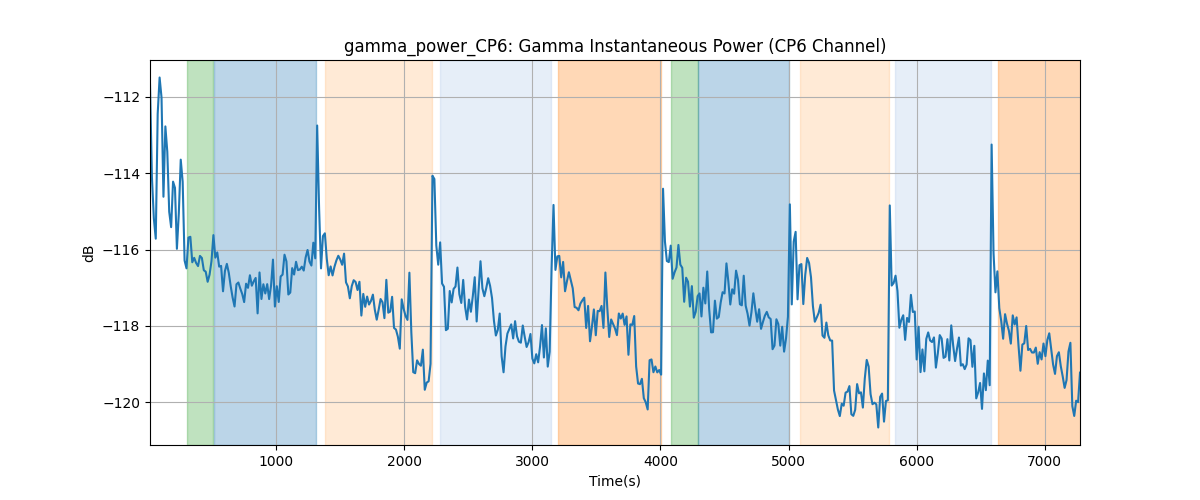 gamma_power_CP6: Gamma Instantaneous Power (CP6 Channel)
−112
−114
−116
−118
−120
dB
1000 2000 3000 4000 5000 6000 7000
Time(s)